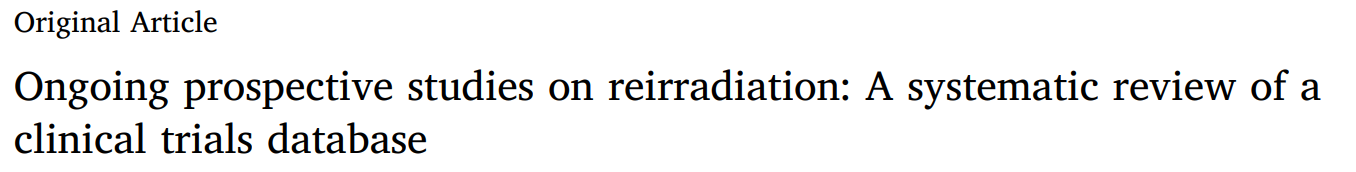 Original Article
Ongoing prospective studies on reirradiation: A systematic review of a
clinical trials database